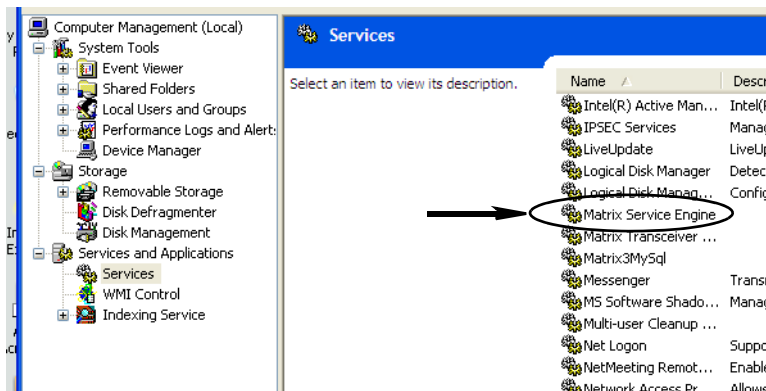 Computer Management (Local)
System Tools
Event Viewer
Shared Folders
Local Users and Groups
Performance Logs and Alert:
Device Manager
Storage
Removable Storage
Disk Defragmenter
Disk Management
Services and Applications
Services
WMI Control
Indexing Service
Services
Select an item to view its description.
Name Descr
Intel(R) Active Man... Intel(R
IPSEC Services Manag
LiveUpdate LiveUp
Logical Disk Manager Detec
Logical Disk Manag... Config
Matrix Service Engine
Matrix Transceiver ...
Matrix3MySql
Messenger Transn
MS Software Shado... Manag
Multi-user Cleanup ...
Net Logon Suppo
NetMeeting Remot... Enable
Network Access Pr... Allows